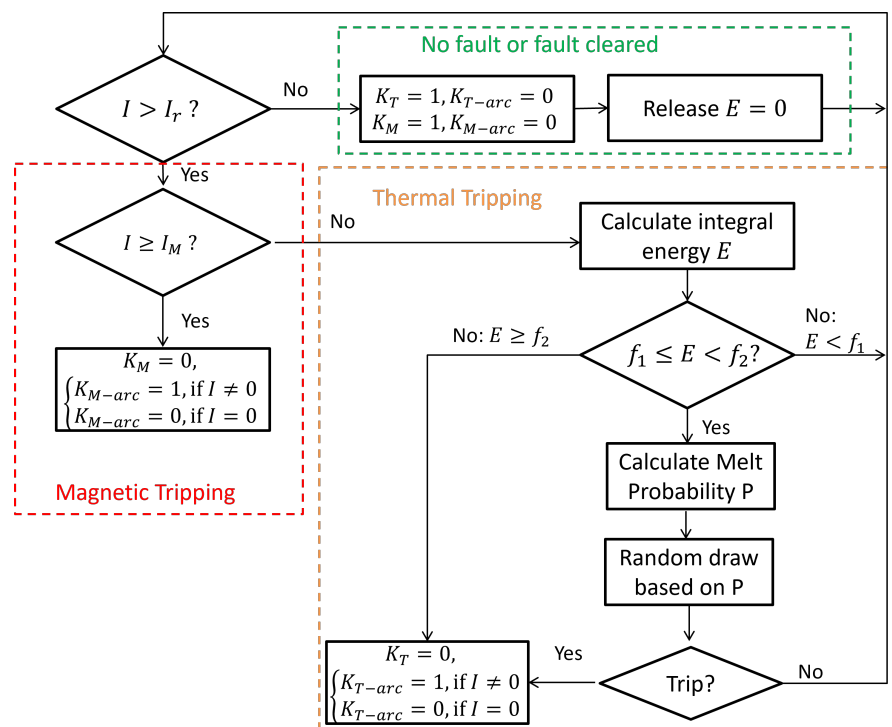 No fault or fault cleared
I > I_r ?
No
K_T = 1, K_{T-arc} = 0
K_M = 1, K_{M-arc} = 0
Release E = 0
Yes
Thermal Tripping
I ≥ I_M ?
No
Calculate integral
energy E
Yes
No: E ≥ f_2
f_1 ≤ E < f_2?
No:
E < f_1
K_M = 0,
{K_{M-arc} = 1, if I ≠ 0
K_{M-arc} = 0, if I = 0
Yes
Magnetic Tripping
Calculate Melt
Probability P
Random draw
based on P
K_T = 0,
{K_{T-arc} = 1, if I ≠ 0
K_{T-arc} = 0, if I = 0
Yes
Trip?
No